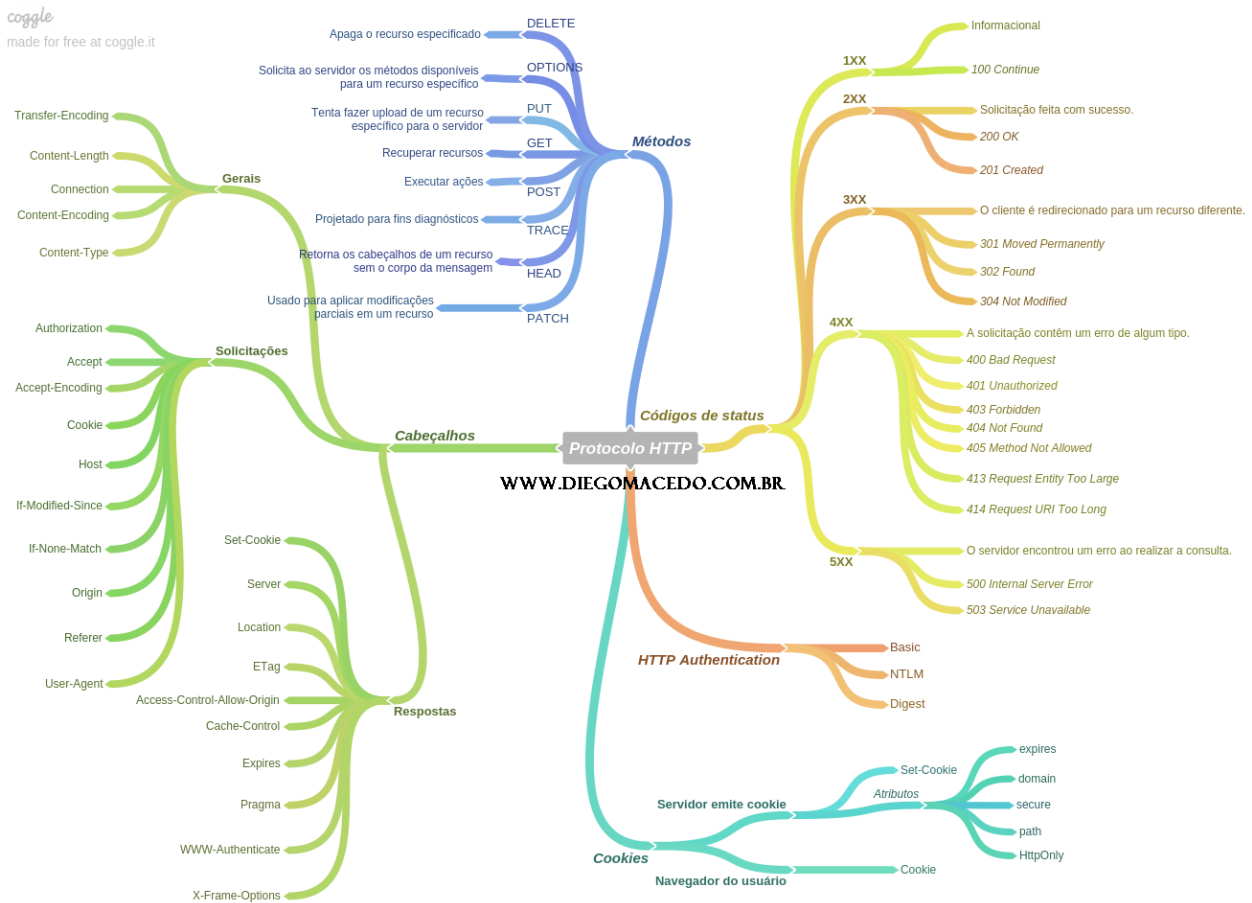 coggle
made for free at coggle.it
Protocolo HTTP
WWW.DIEGOMACEDO.COM.BR
Métodos
DELETE
Apaga o recurso especificado
OPTIONS
Solicita ao servidor os métodos disponíveis
para um recurso específico
PUT
Tenta fazer upload de um recurso
específico para o servidor
GET
Recuperar recursos
POST
Executar ações
TRACE
Projetado para fins diagnósticos
HEAD
Retorna os cabeçalhos de um recurso
sem o corpo da mensagem
PATCH
Usado para aplicar modificações
parciais em um recurso
Cabeçalhos
Gerais
Transfer-Encoding
Content-Length
Connection
Content-Encoding
Content-Type
Solicitações
Authorization
Accept
Accept-Encoding
Cookie
Host
If-Modified-Since
If-None-Match
Origin
Referer
User-Agent
Respostas
Set-Cookie
Server
Location
ETag
Access-Control-Allow-Origin
Cache-Control
Expires
Pragma
WWW-Authenticate
X-Frame-Options
Códigos de status
1XX
Informacional
100 Continue
2XX
Solicitação feita com sucesso.
200 OK
201 Created
3XX
O cliente é redirecionado para um recurso diferente.
301 Moved Permanently
302 Found
304 Not Modified
4XX
A solicitação contêm um erro de algum tipo.
400 Bad Request
401 Unauthorized
403 Forbidden
404 Not Found
405 Method Not Allowed
413 Request Entity Too Large
414 Request URI Too Long
5XX
O servidor encontrou um erro ao realizar a consulta.
500 Internal Server Error
503 Service Unavailable
HTTP Authentication
Basic
NTLM
Digest
Cookies
Servidor emite cookie
Set-Cookie
Atributos
expires
domain
secure
path
HttpOnly
Navegador do usuário
Cookie